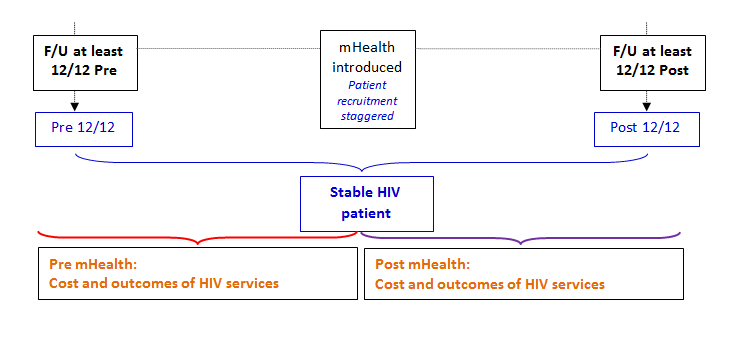 F/U at least
12/12 Pre
mHealth
introduced
Patient
recruitment
staggered
F/U at least
12/12 Post
Pre 12/12
Post 12/12
Stable HIV
patient
Pre mHealth:
Cost and outcomes of HIV services
Post mHealth:
Cost and outcomes of HIV services